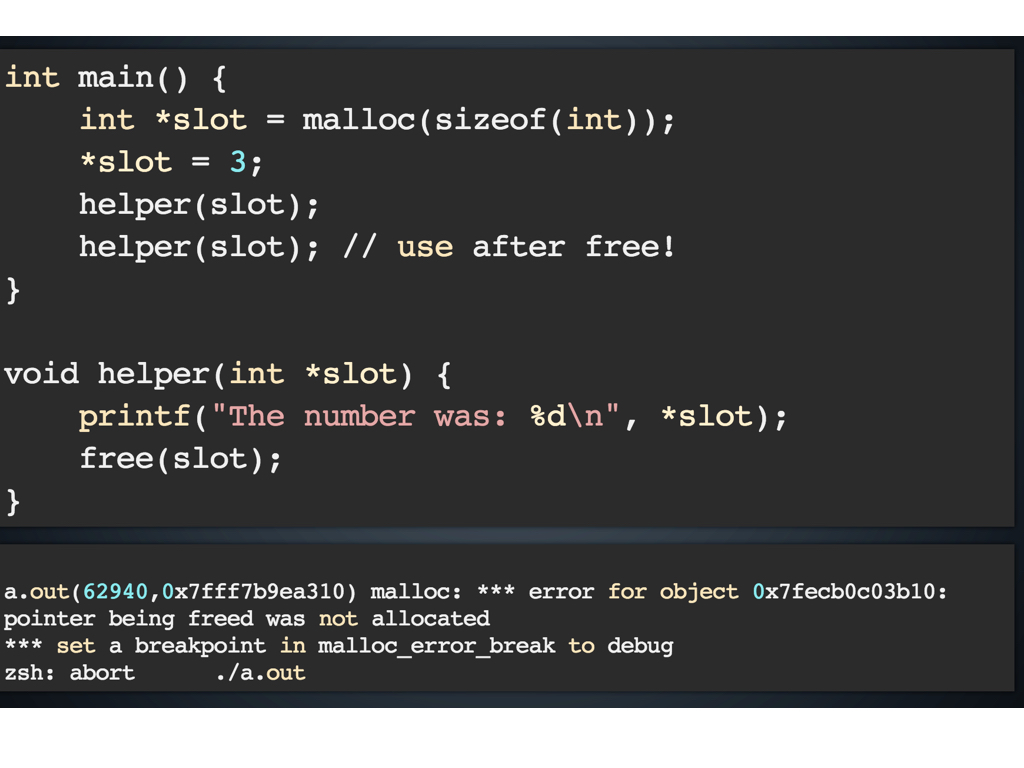 int main() {
    int *slot = malloc(sizeof(int));
    *slot = 3;
    helper(slot);
    helper(slot); // use after free!
}
void helper(int *slot) {
    printf("The number was: %d\n", *slot);
    free(slot);
}
a.out(62940,0x7fff7b9ea310) malloc: *** error for object 0x7fecb0c03b10:
pointer being freed was not allocated
*** set a breakpoint in malloc_error_break to debug
zsh: abort      ./a.out